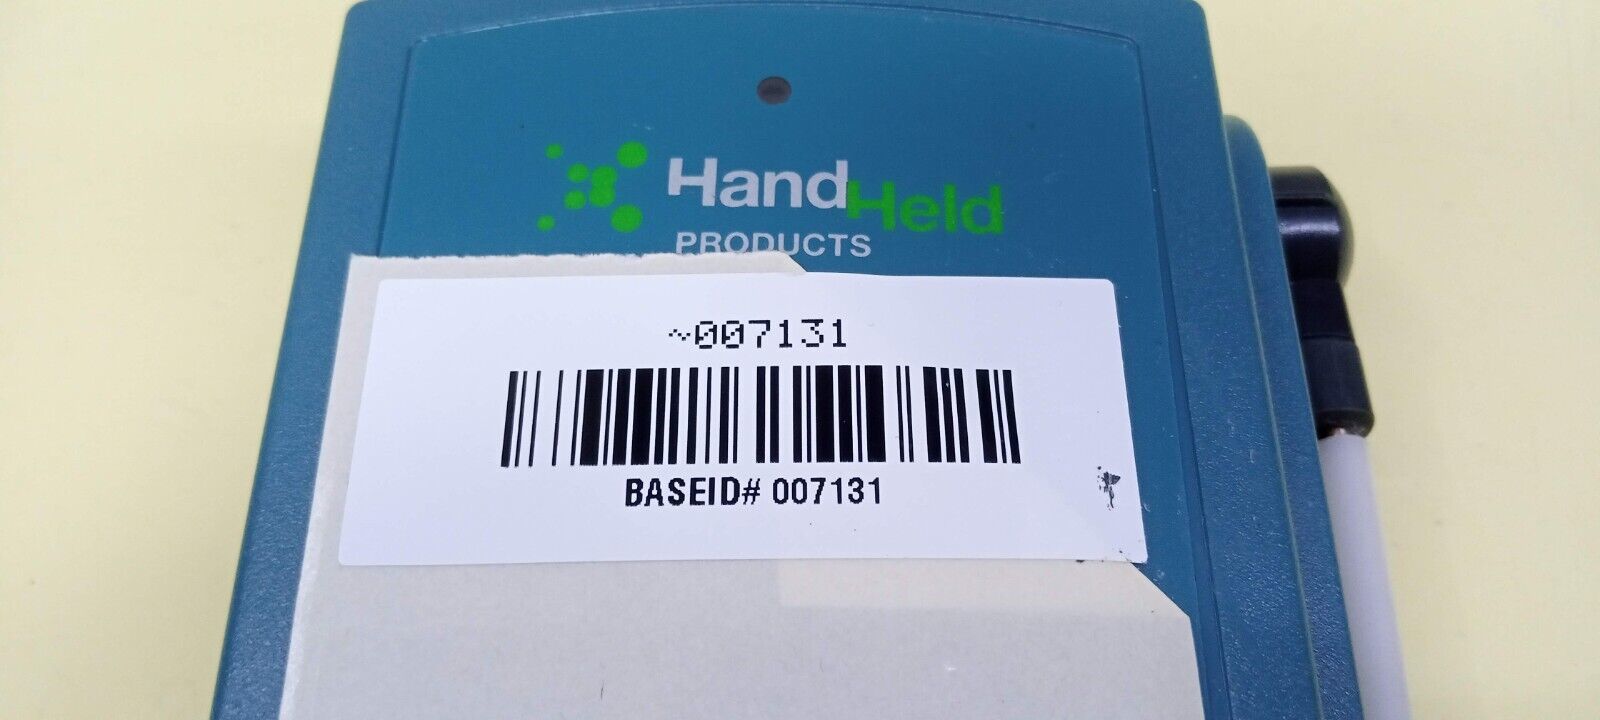 HandHeld
PRODUCTS
~007131
BASEID# 007131